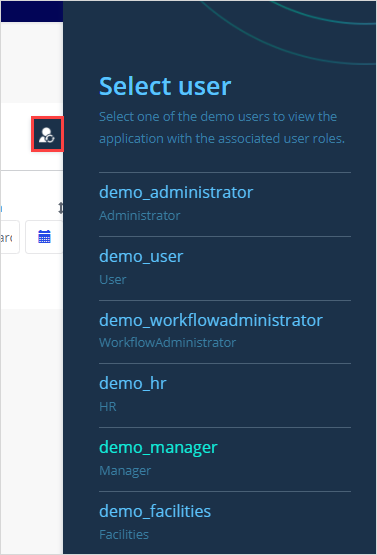 Select user
Select one of the demo users to view the
application with the associated user roles.
demo_administrator
Administrator
demo_user
User
demo_workflowadministrator
WorkflowAdministrator
demo_hr
HR
demo_manager
Manager
demo_facilities
Facilities